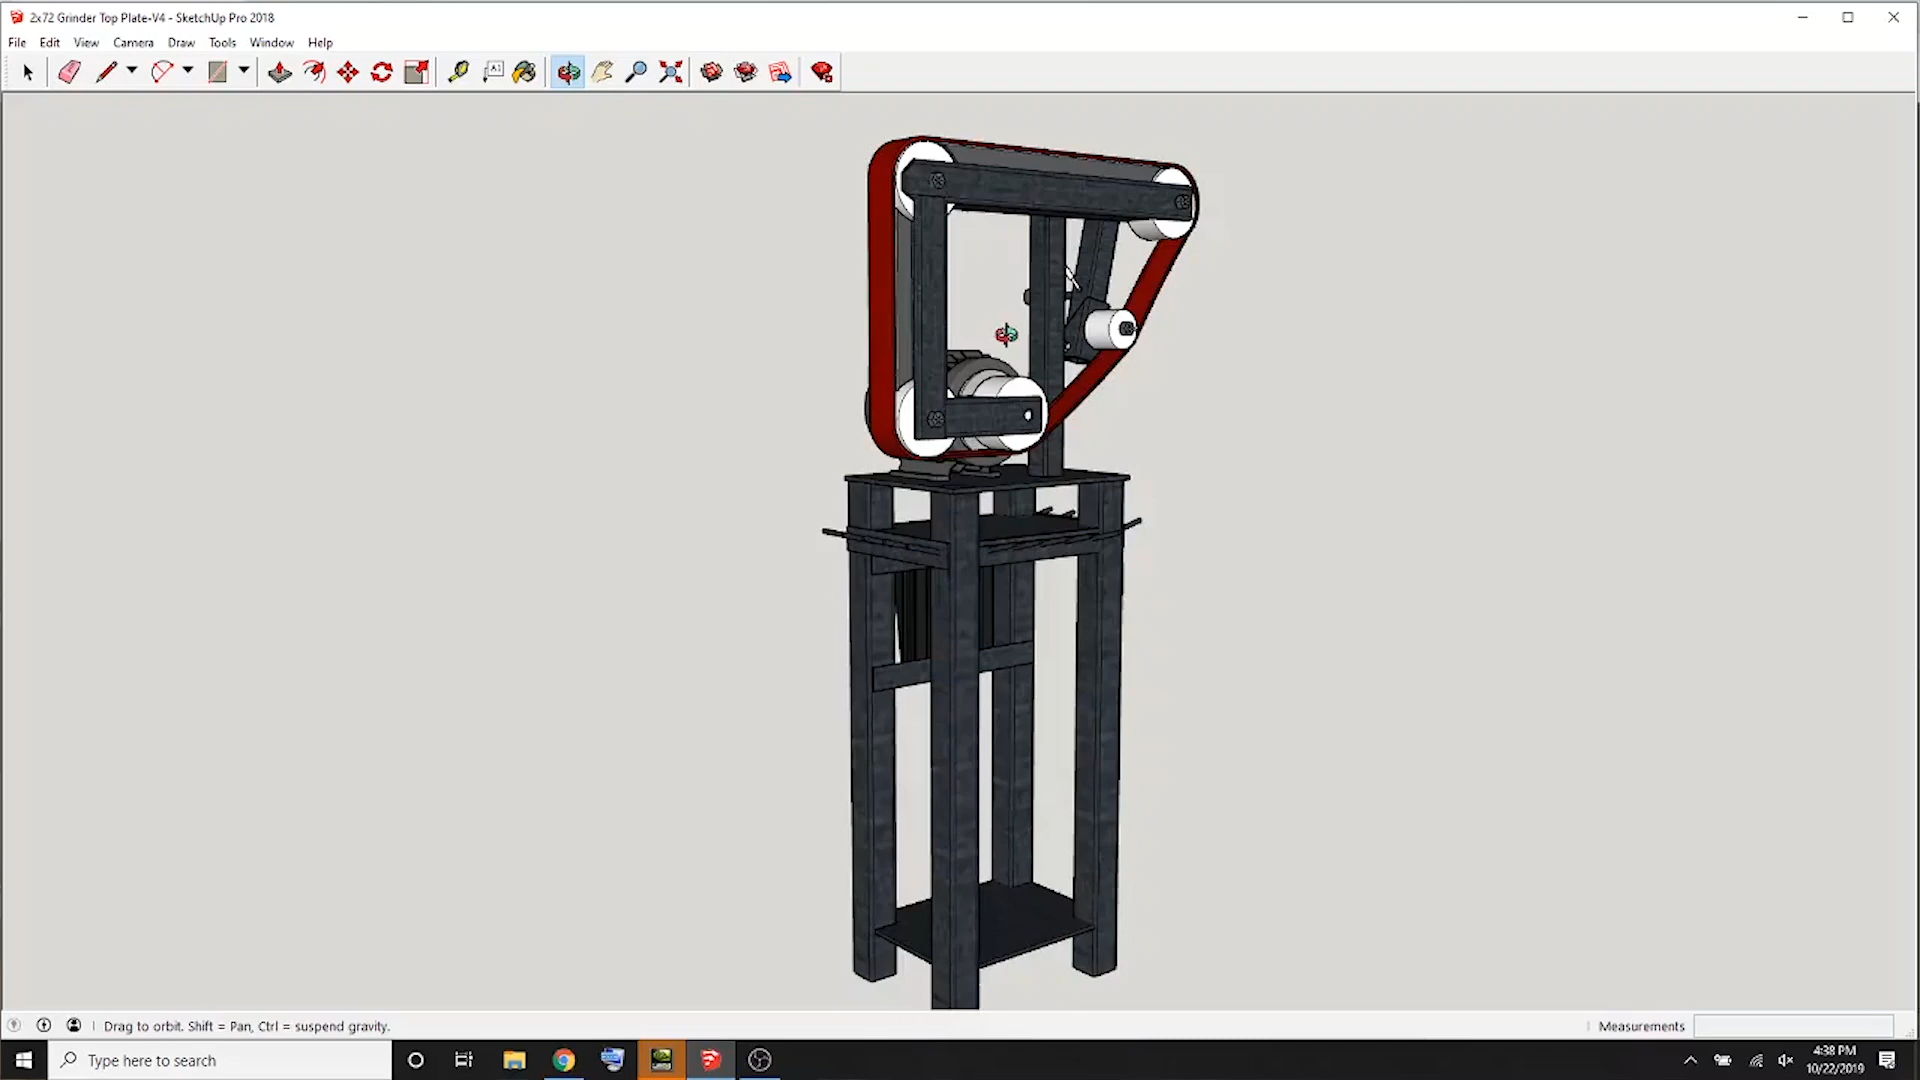 2x72 Grinder Top Plate-V4 - SketchUp Pro 2018
File Edit View Camera Draw Tools Window Help
A1
Drag to orbit. Shift = Pan, Ctrl = suspend gravity.
Measurements
Type here to search
4:38 PM
10/22/2019